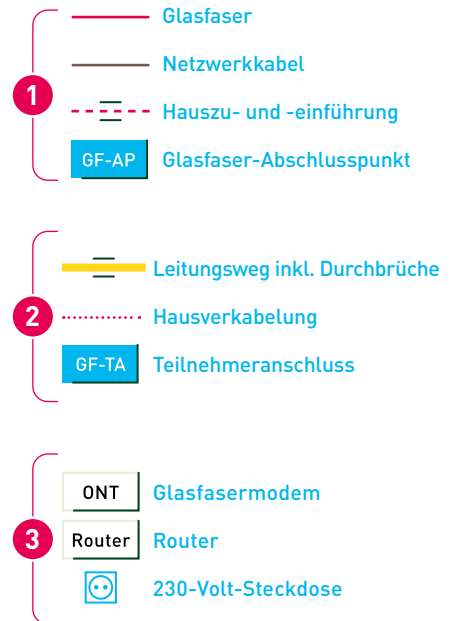 Glasfaser
Netzwerkkabel
1
Hauszu- und -einführung
GF-AP Glasfaser-Abschlusspunkt
Leitungsweg inkl. Durchbrüche
2
Hausverkabelung
GF-TA Teilnehmeranschluss
ONT Glasfasermodem
3
Router Router
230-Volt-Steckdose